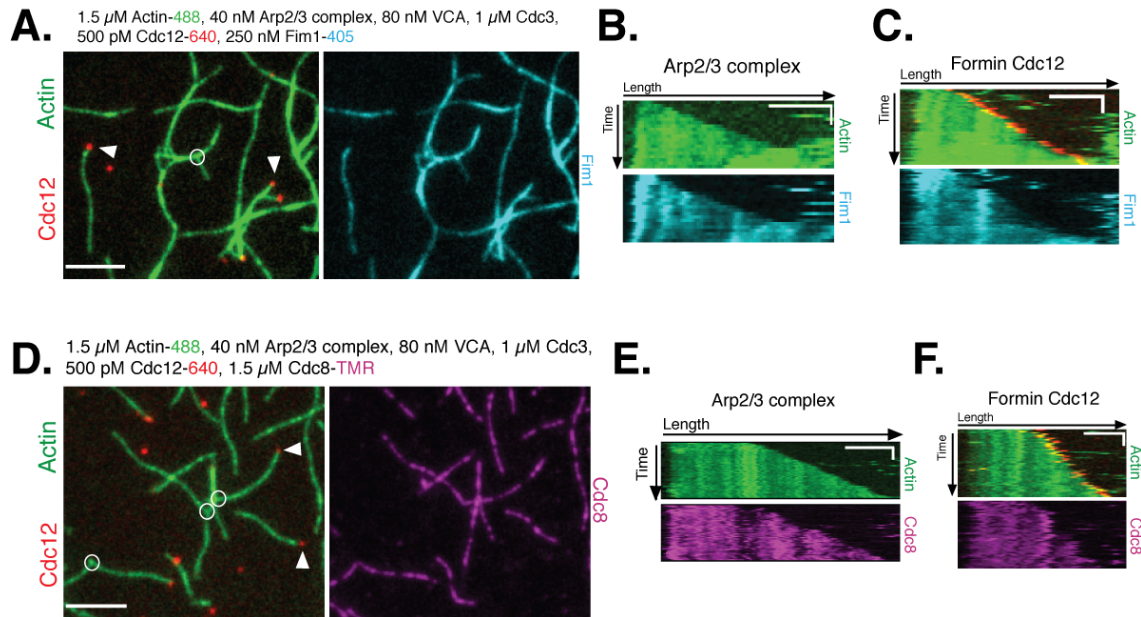 A.
1.5 µM Actin-488, 40 nM Arp2/3 complex, 80 nM VCA, 1 µM Cdc3,
500 pM Cdc12-640, 250 nM Fim1-405
Cdc12 Actin
Fim1
B.
Arp2/3 complex
Length
Time
Actin
Fim1
C.
Formin Cdc12
Length
Time
Actin
Fim1
D.
1.5 µM Actin-488, 40 nM Arp2/3 complex, 80 nM VCA, 1 µM Cdc3,
500 pM Cdc12-640, 1.5 µM Cdc8-TMR
Cdc12 Actin
Cdc8
E.
Arp2/3 complex
Length
Time
Actin
Cdc8
F.
Formin Cdc12
Length
Time
Actin
Cdc8